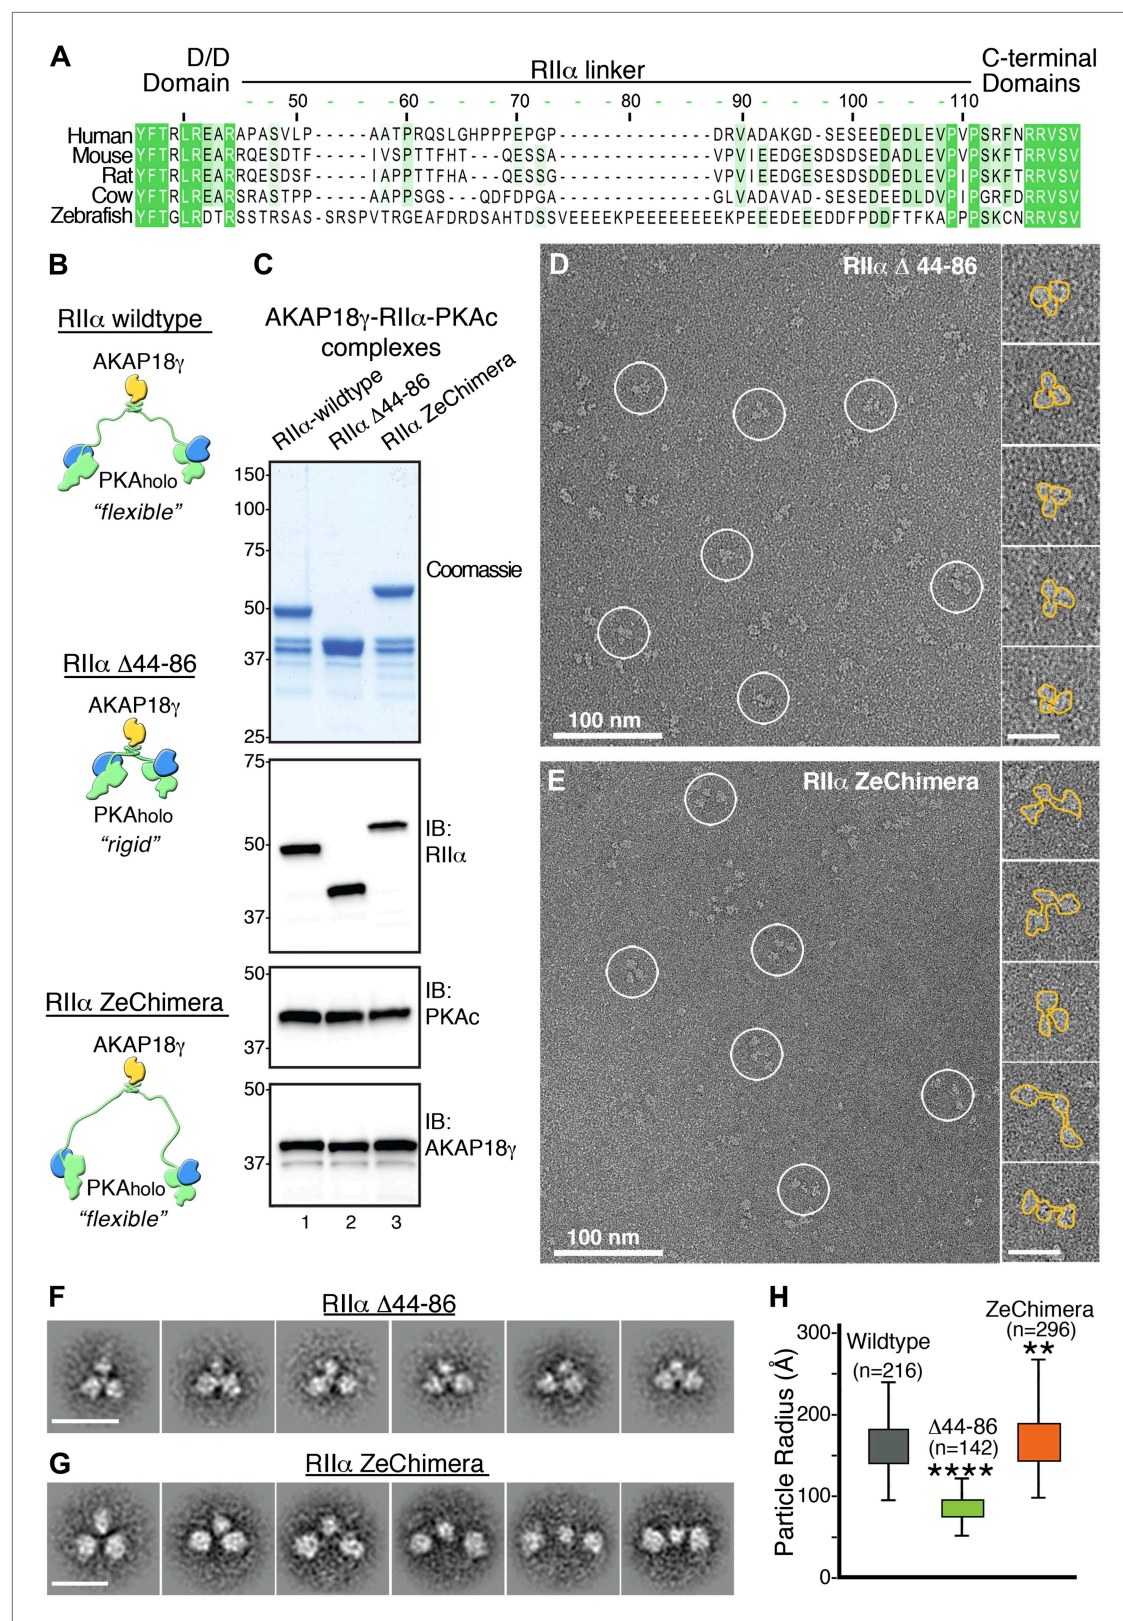 A
D/D Domain
RIIα linker
C-terminal Domains
50 60 70 80 90 100 110
Human YFTRLREARAPASVLP-----AATPRQSLGHPPPEPGP--------------DRVADAKGD-SESEEDEDLEVPVPSRFNRRVSV
Mouse YFTRLREARRQESDTF-----IVSPTTFHT---QESSA--------------VPVIEEDGESDSDSEDADLEVPVPSKFTRRVSV
Rat YFTRLREARRQESDSF-----IAPPTTFHA---QESSG--------------VPVIEEDGESESDSDDEDLEVPIPSKFTRRVSV
Cow YFTRLREARSRASTPP-----AAPPSGS---QDFDPGA--------------GLVADAVAD-SESEDEEDLDVPIPGRFDRRVSV
Zebrafish YFTGLRDTRSSTRSAS-SRSPVTRGEAFDRDSAHTDSSVEEEEKPEEEEEEEEKPEEEDEEEDDFPDDFTFKAPPPSKCNRRVSV
B
RIIα wildtype
AKAP18γ
PKAholo
"flexible"
RIIα Δ44-86
AKAP18γ
PKAholo
"rigid"
RIIα ZeChimera
AKAP18γ
PKAholo
"flexible"
C
AKAP18γ-RIIα-PKAc
complexes
RIIα-wildtype
RIIα Δ44-86
RIIα ZeChimera
150
100
75
50
37
25
Coomassie
75
50
37
IB:
RIIα
50
37
IB:
PKAc
50
37
IB:
AKAP18γ
1 2 3
D
RIIα Δ 44-86
100 nm
E
RIIα ZeChimera
100 nm
F
RIIα Δ44-86
G
RIIα ZeChimera
H
Particle Radius (Å)
300
200
100
0
Wildtype
(n=216)
Δ44-86
(n=142)
****
ZeChimera
(n=296)
**